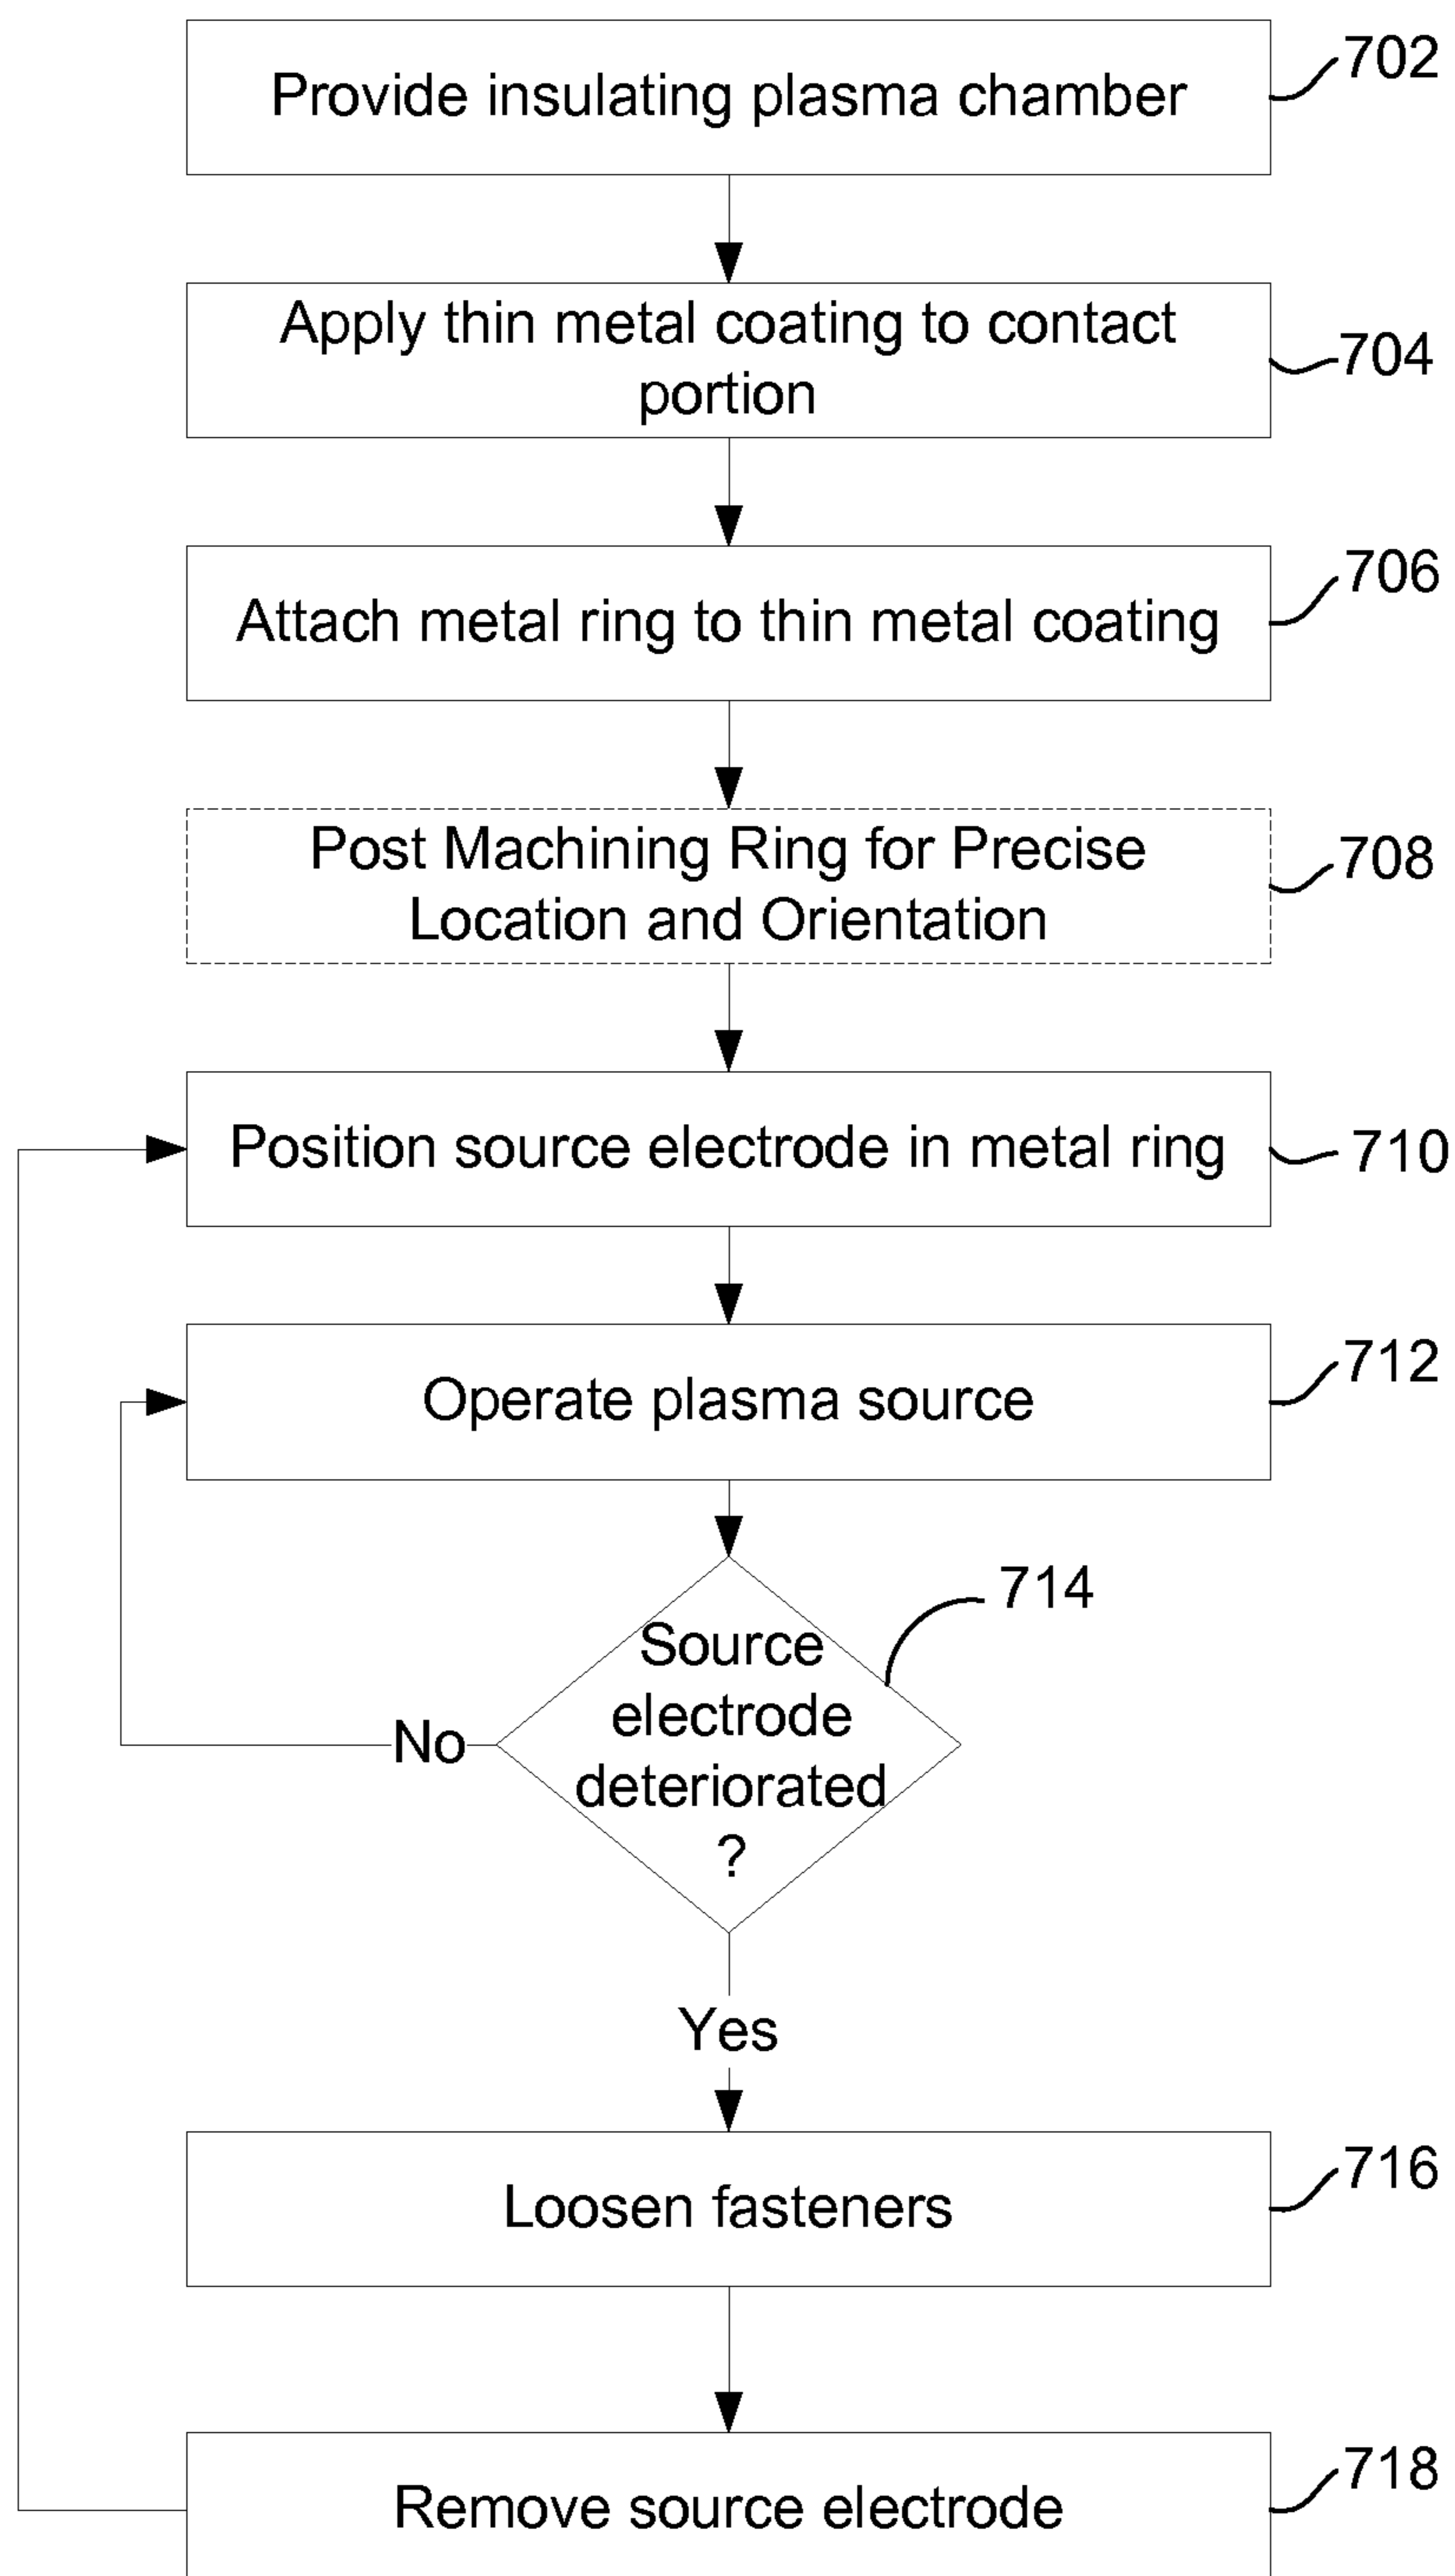 Provide insulating plasma chamber
702
Apply thin metal coating to contact
portion
704
Attach metal ring to thin metal coating
706
Post Machining Ring for Precise
Location and Orientation
708
Position source electrode in metal ring
710
Operate plasma source
712
Source
electrode
deteriorated
?
714
No
Yes
Loosen fasteners
716
Remove source electrode
718